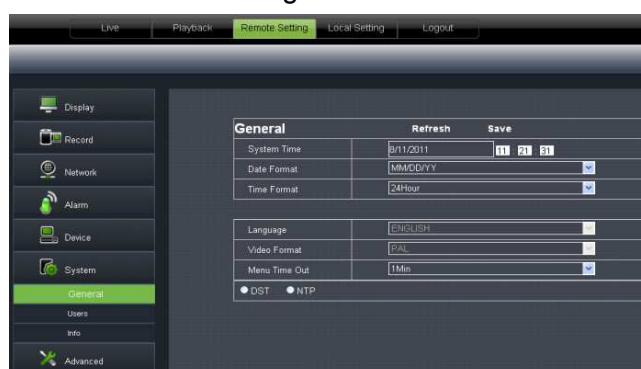 Live Playback Remote Setting Local Setting Logout
Display
Record
Network
Alarm
Device
System
General
Users
Info
Advanced
General Refresh Save
System Time 8/11/2011 11 : 21 : 31
Date Format MM/DD/YY
Time Format 24Hour
Language ENGLISH
Video Format PAL
Menu Time Out 1Min
DST NTP